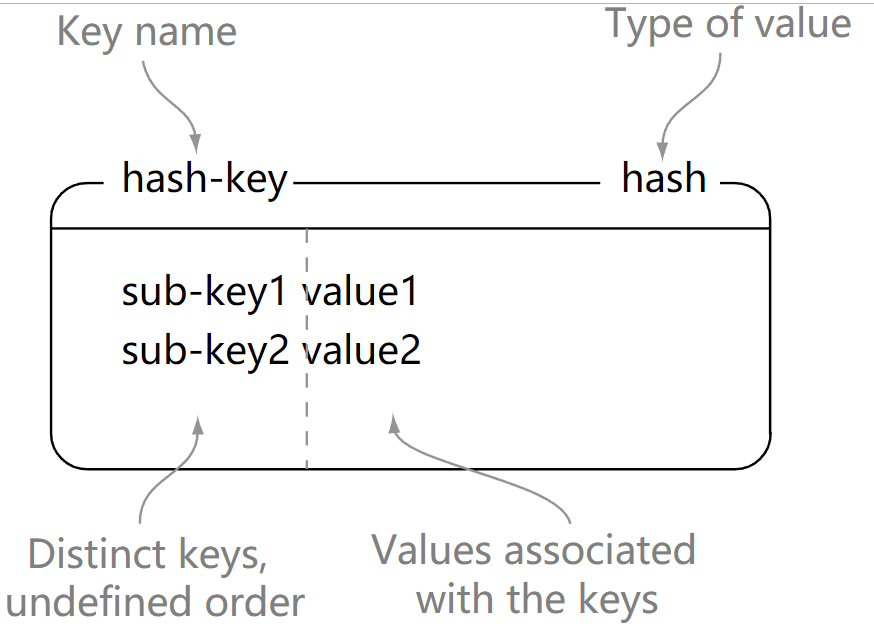 Key name
Type of value
hash-key
hash
sub-key1 value1
sub-key2 value2
Distinct keys,
undefined order
Values associated
with the keys